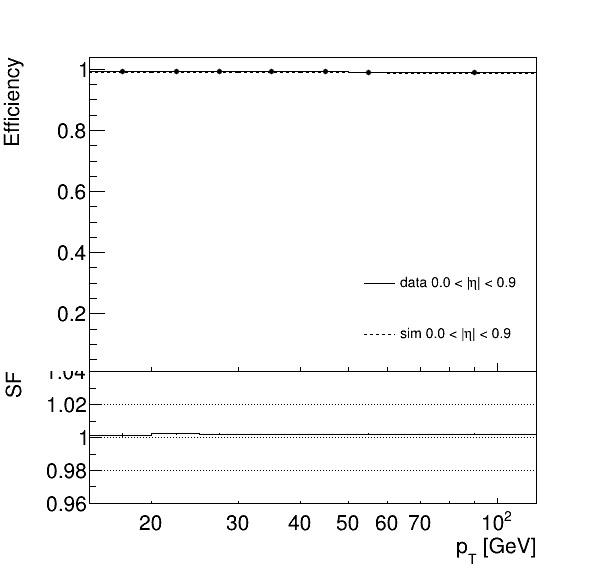 Efficiency
1
0.8
0.6
0.4
0.2
data 0.0 < |η| < 0.9
sim 0.0 < |η| < 0.9
SF
1.04
1.02
1
0.98
0.96
20 30 40 50 60 70 10²
p_T [GeV]